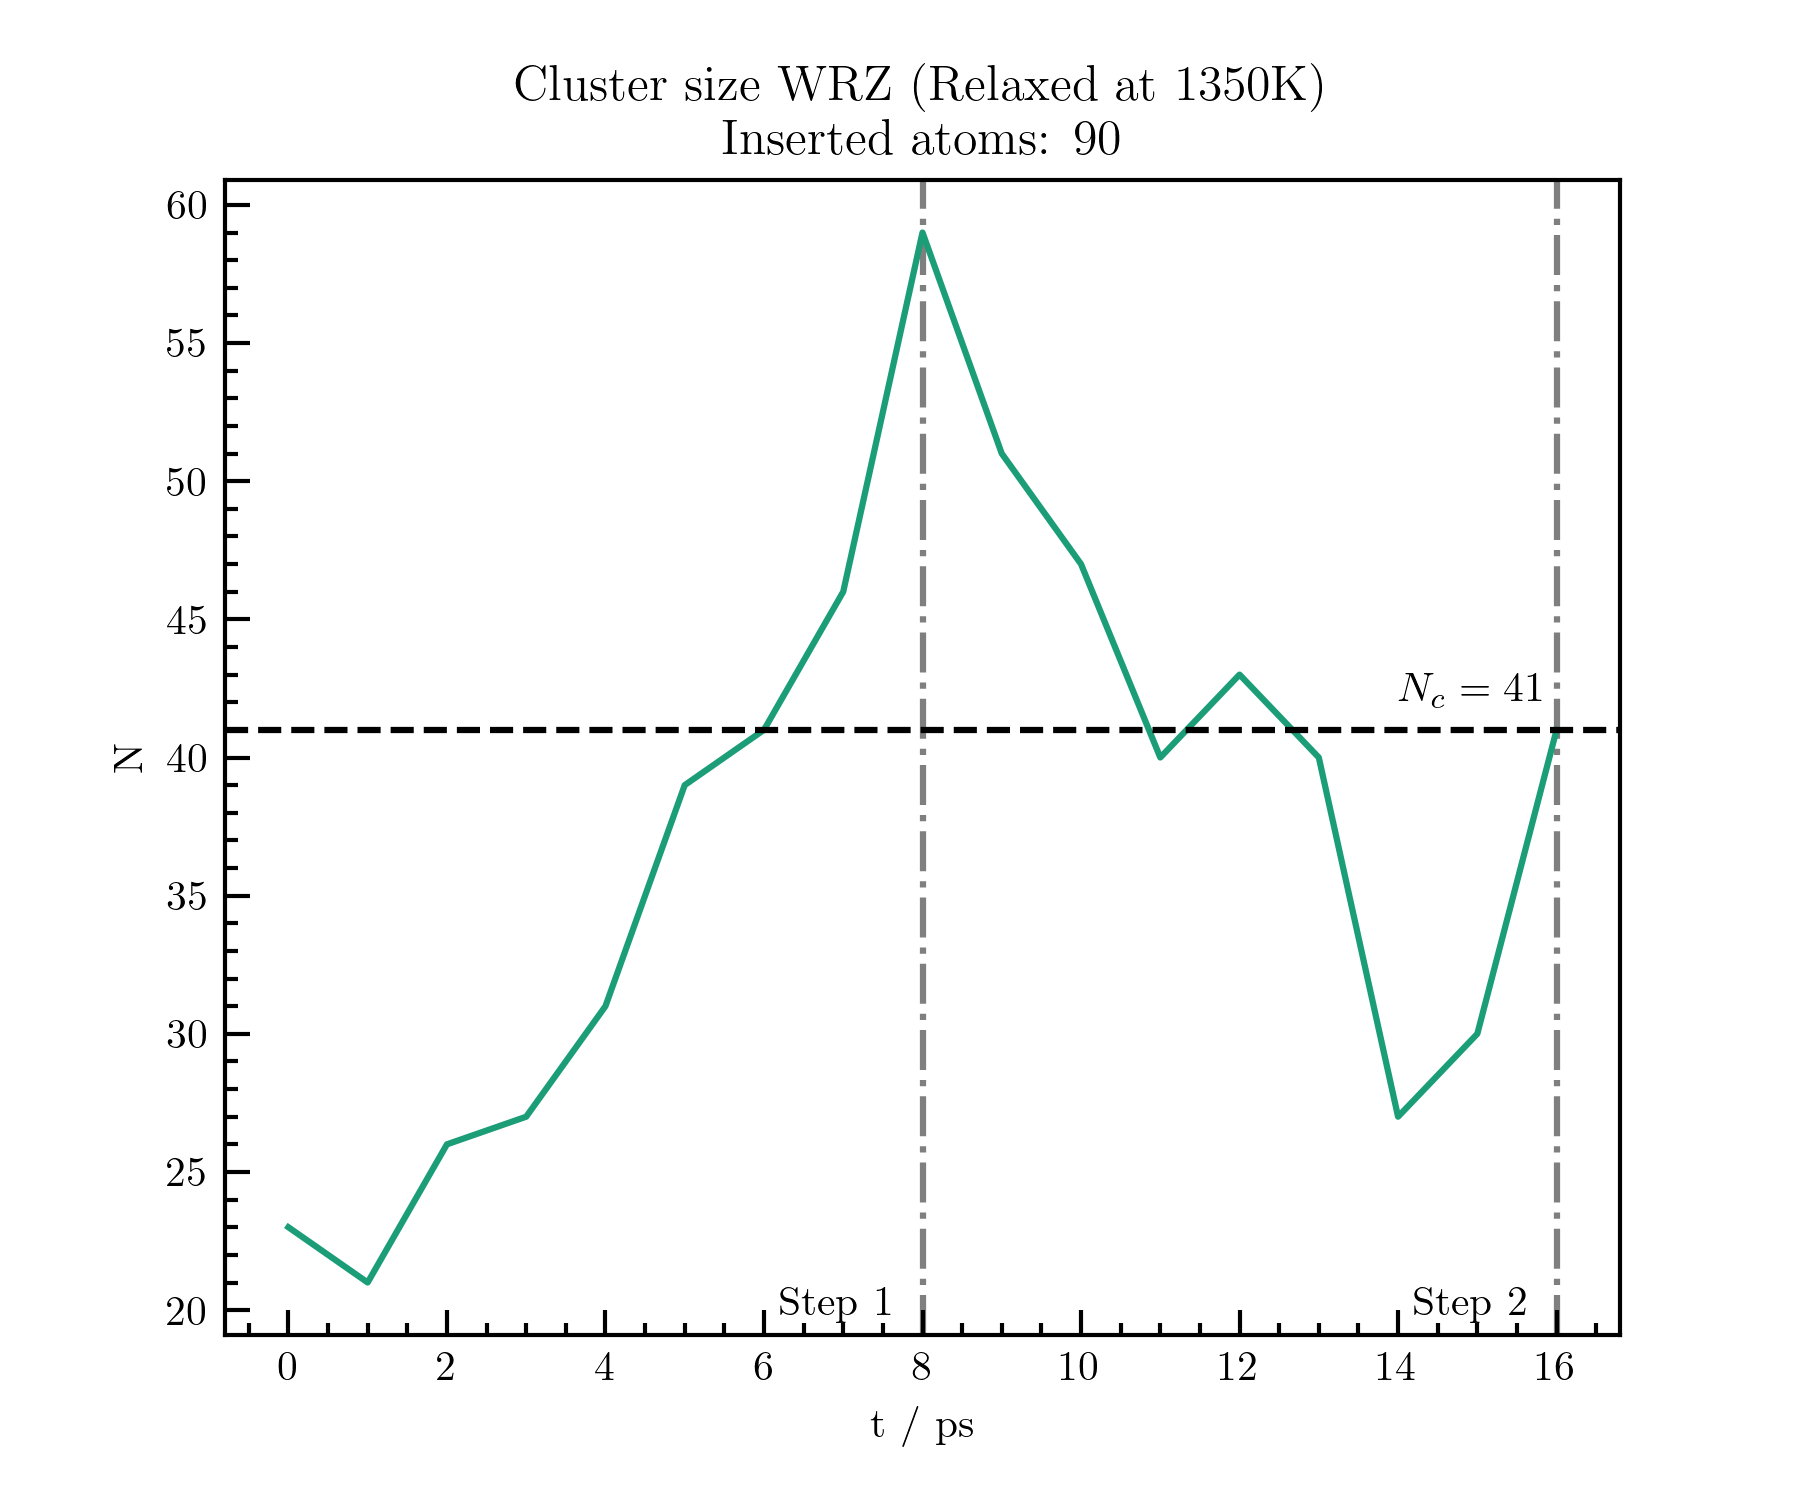 Cluster size WRZ (Relaxed at 1350K)
Inserted atoms: 90
60
55
50
45
40
35
30
25
20
N
N_c = 41
Step 1
Step 2
0 2 4 6 8 10 12 14 16
t / ps